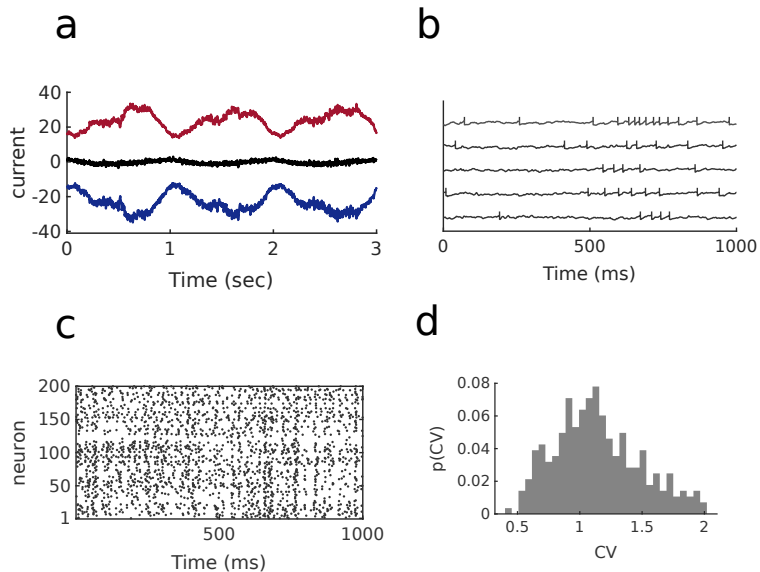 a
40
20
0
-20
-40
current
0 1 2 3
Time (sec)
b
0 500 1000
Time (ms)
c
200
150
100
50
1
neuron
500 1000
Time (ms)
d
0.08
0.06
0.04
0.02
0
p(CV)
0.5 1 1.5 2
CV